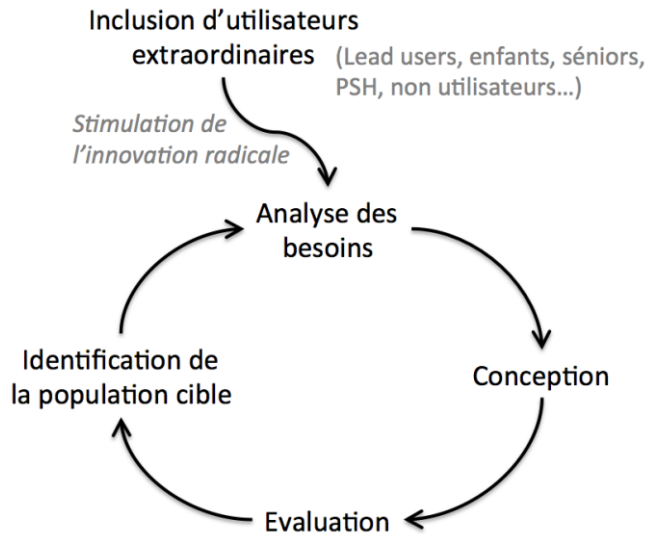 Inclusion d'utilisateurs
extraordinaires
(Lead users, enfants, séniors,
PSH, non utilisateurs...)
Stimulation de
l'innovation radicale
Analyse des
besoins
Conception
Evaluation
Identification de
la population cible